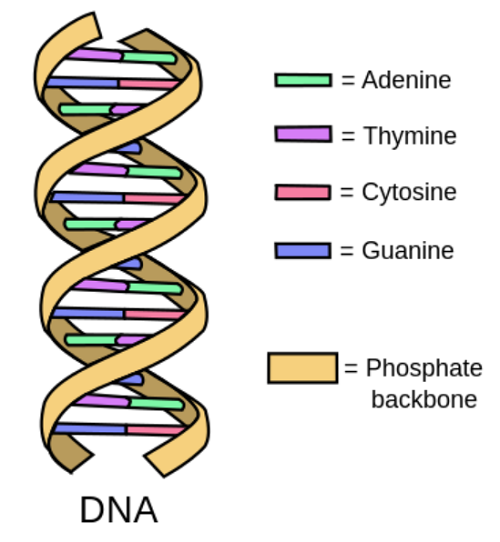 = Adenine
= Thymine
= Cytosine
= Guanine
= Phosphate
backbone
DNA